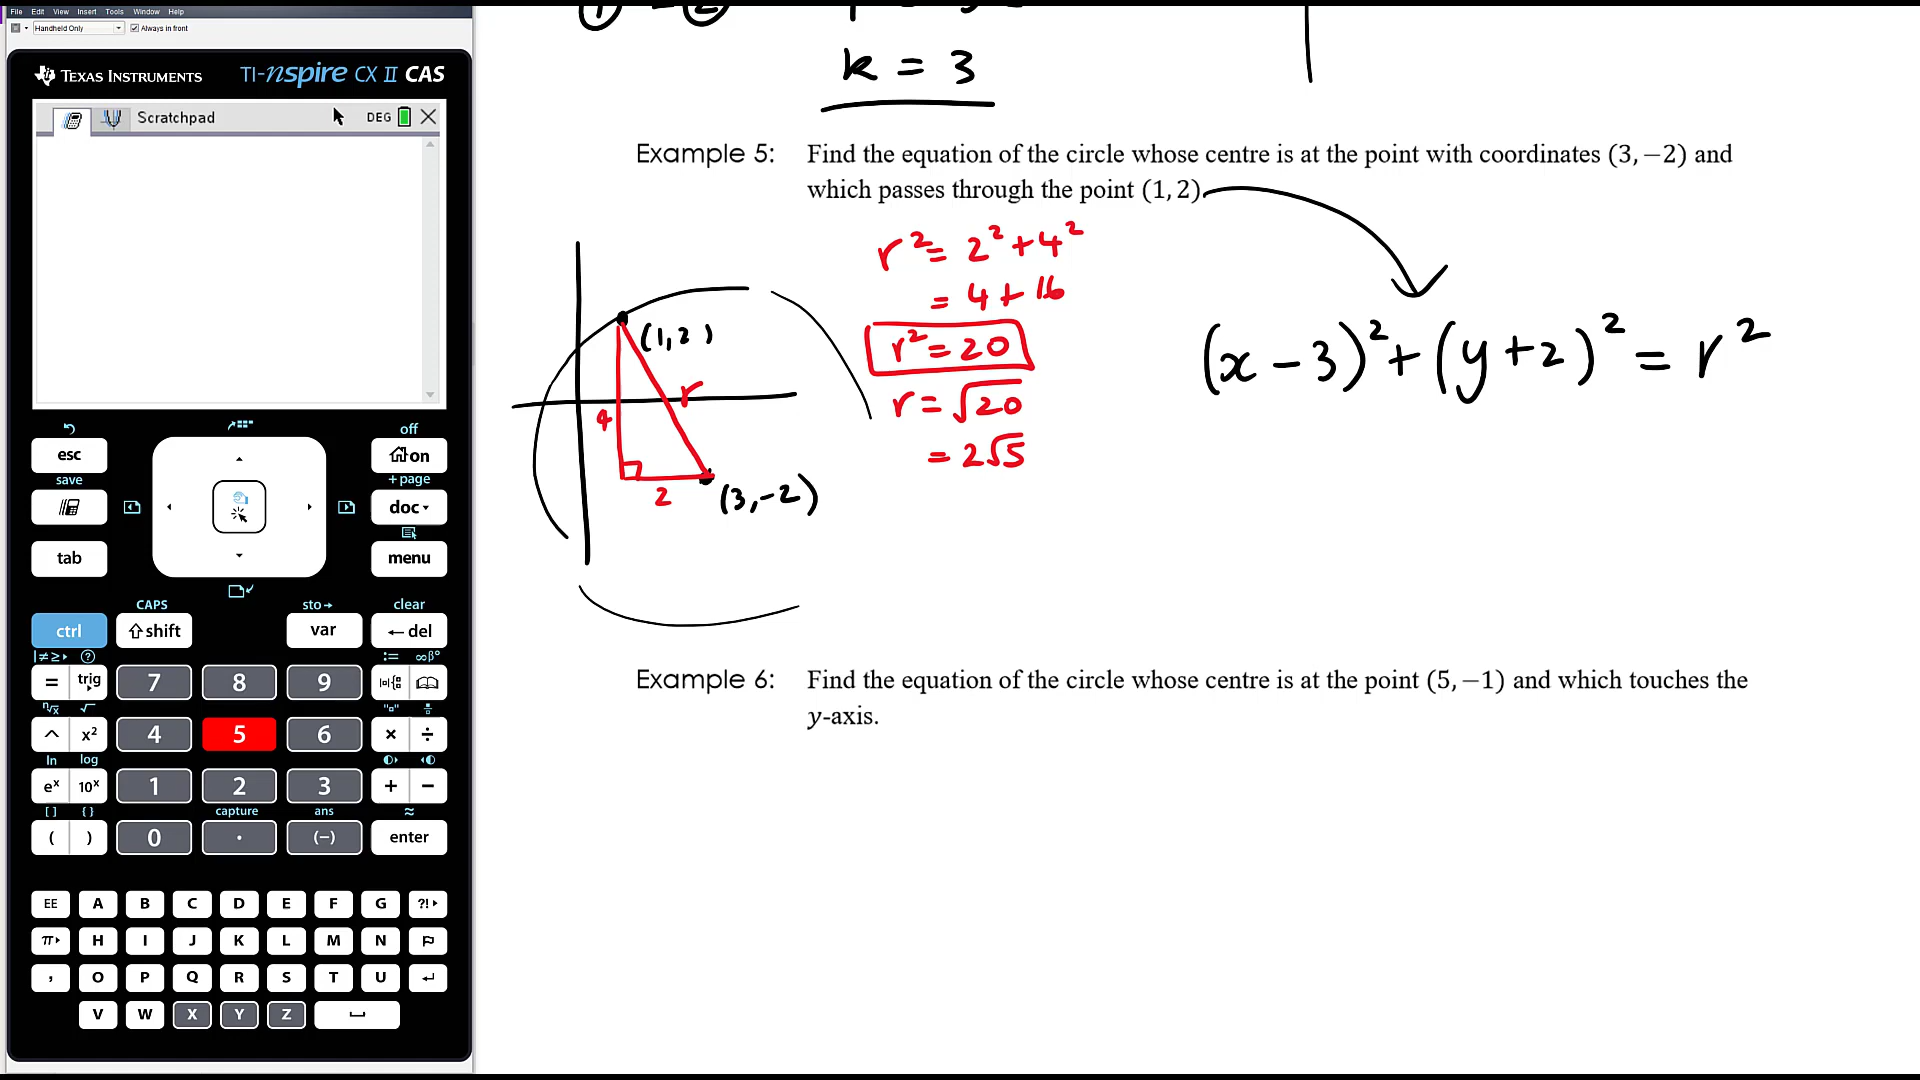 File Edit View Insert Tools Window Help
Handheld Only Always in front
TEXAS INSTRUMENTS TI-nspire CX II CAS
Scratchpad DEG
off
esc on
save + page
doc
tab menu
CAPS sto→ clear
ctrl shift var ← del
= trig 7 8 9
^ x² 4 5 6 × ÷
ln log
eˣ 10ˣ 1 2 3 + −
[ ] { } capture ans ≈
( ) 0 . (−) enter
EE A B C D E F G ?!
π H I J K L M N
, O P Q R S T U
V W X Y Z
k = 3
Example 5: Find the equation of the circle whose centre is at the point with coordinates (3, −2) and
which passes through the point (1, 2).
r² = 2² + 4²
= 4 + 16
r² = 20
r = √20
= 2√5
(1, 2)
r
4
2
(3, −2)
(x − 3)² + (y + 2)² = r²
Example 6: Find the equation of the circle whose centre is at the point (5, −1) and which touches the
y-axis.